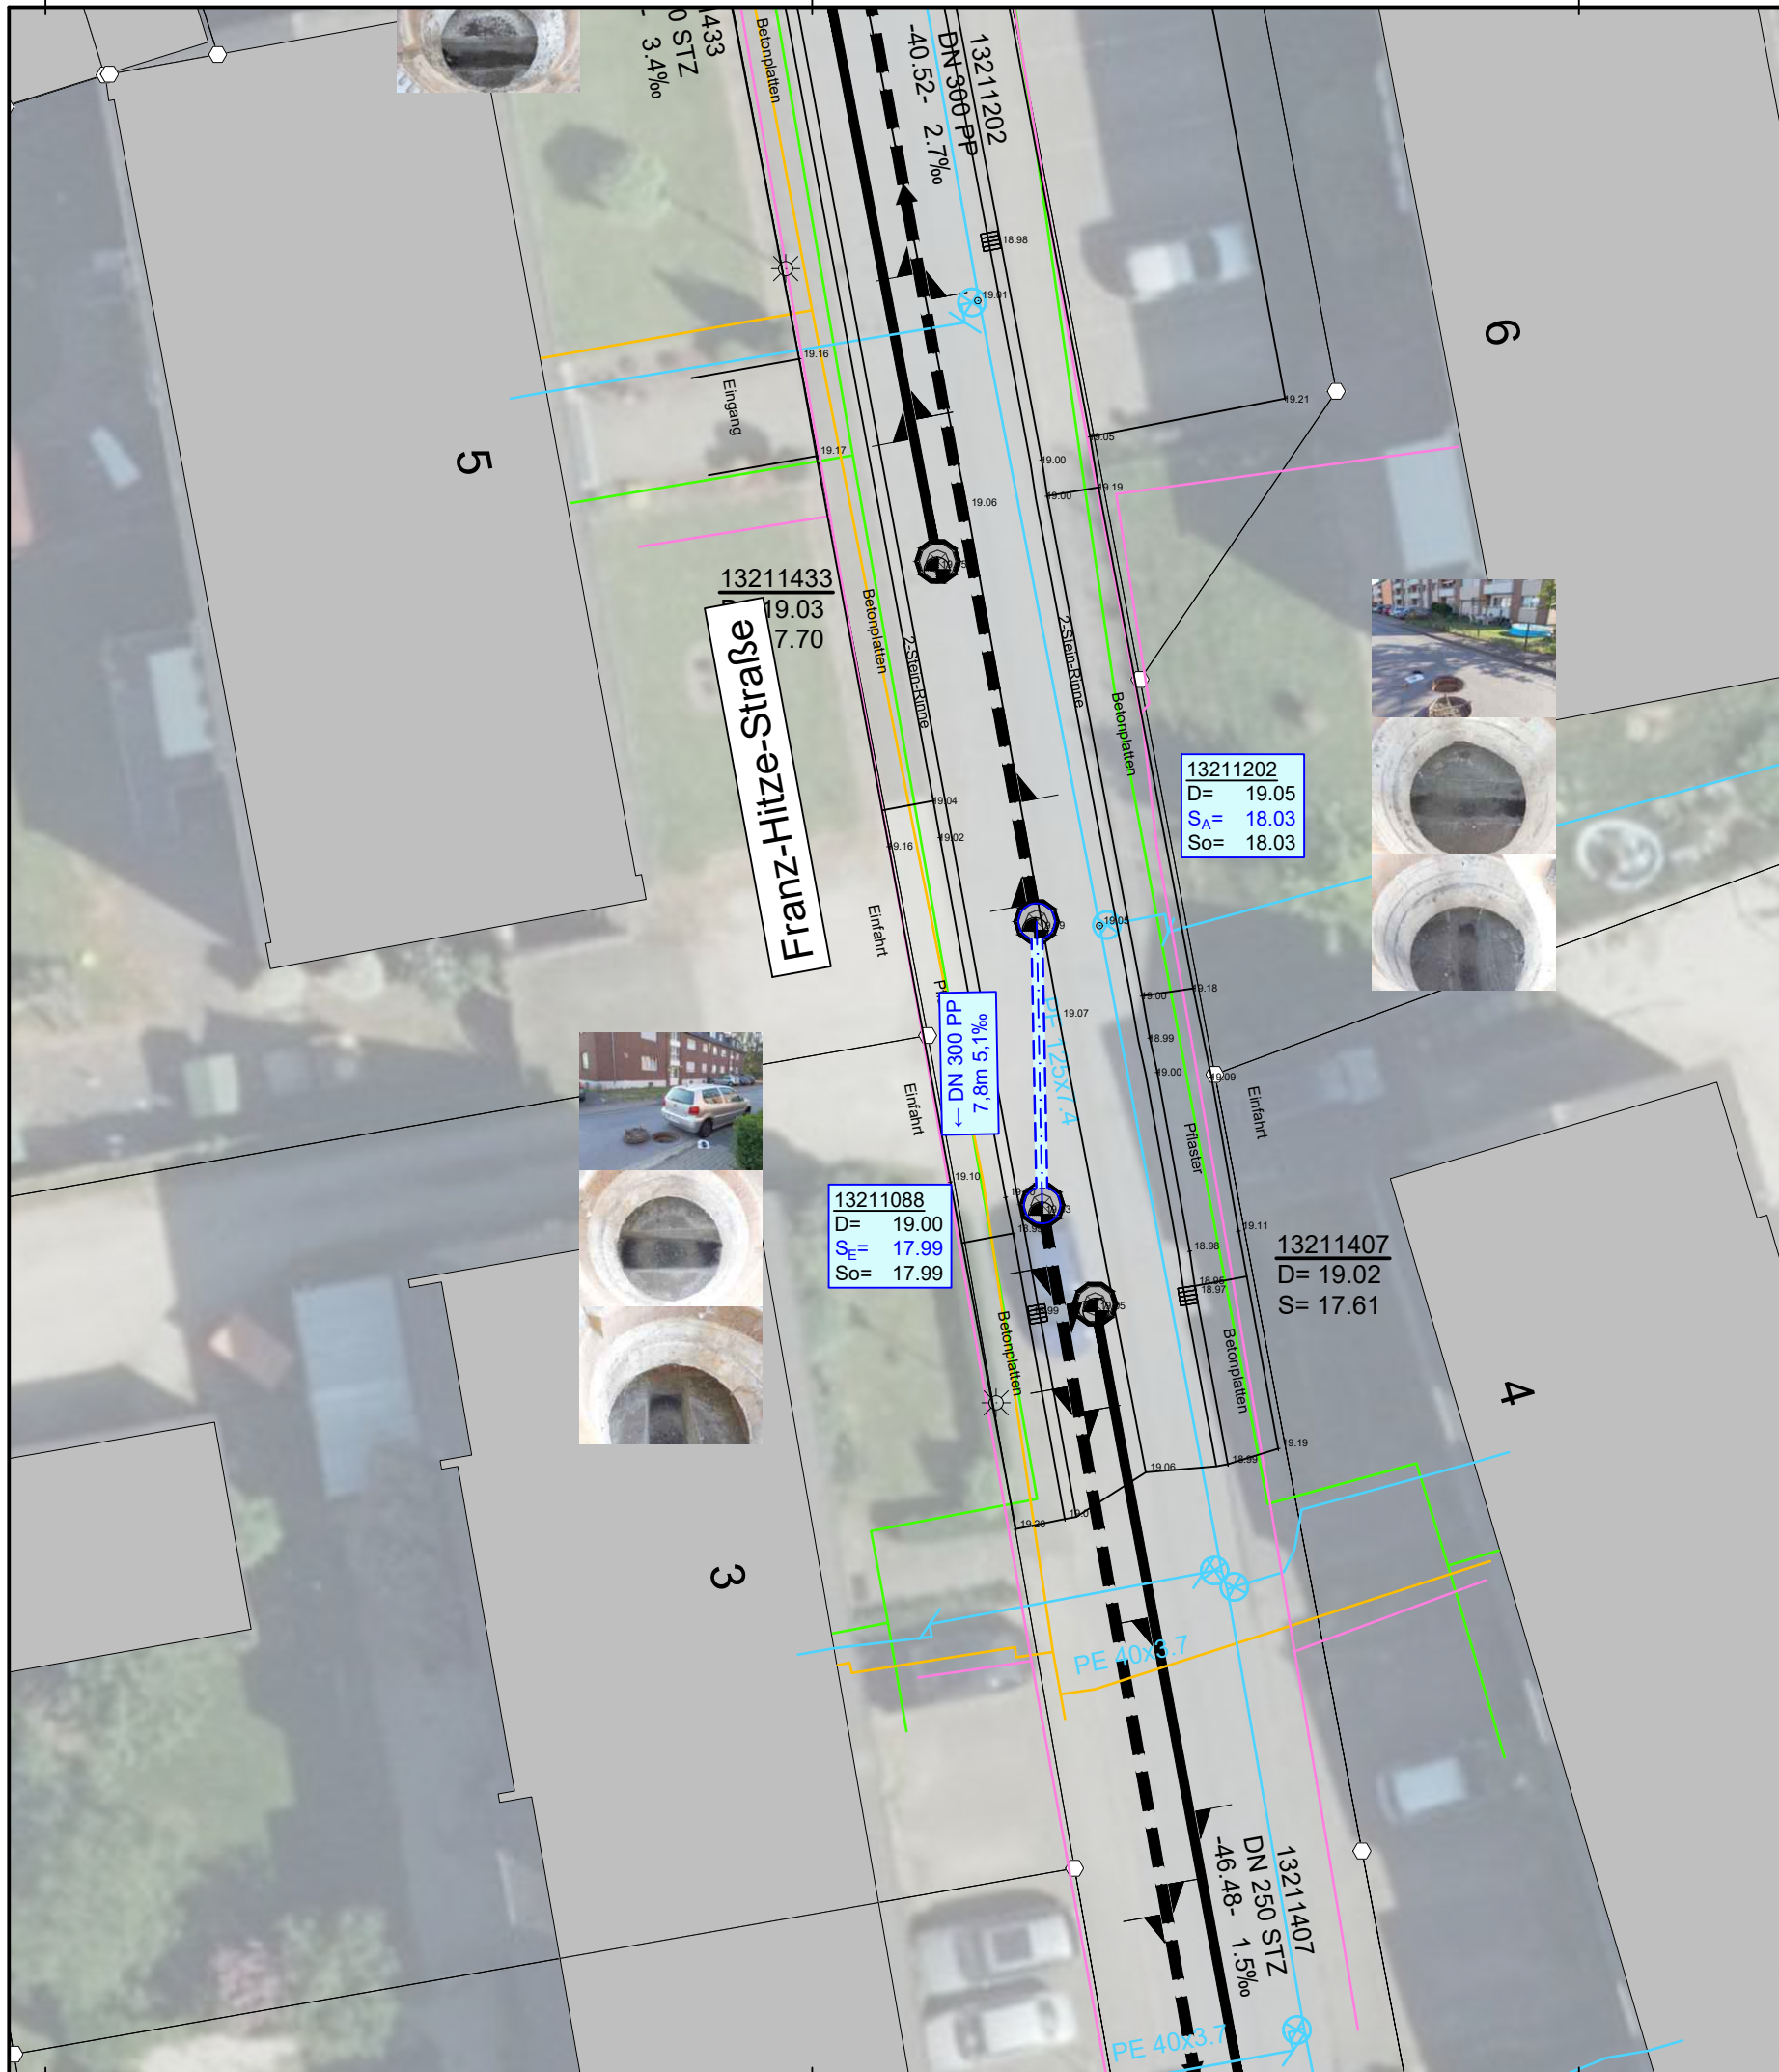 1433
0 STZ
3.4‰
Betonplatten
13211202
DN 300 PP
-40.52- 2.7‰
18.98
19.01
6
19.16
Eingang
19.21
5
19.05
19.17
19.00
19.19
19.00
19.06
13211433
19.03
7.70
Franz-Hitze-Straße
Betonplatten
2-Stein-Rinne
2-Stein-Rinne
Betonplatten
13211202
D= 19.05
SA= 18.03
So= 18.03
19.04
19.02
19.16
Einfahrt
19.05
19.18
19.00
19.07
← DN 300 PP
7,8m 5,1‰
PE 125x7.4
18.99
19.00
19.09
Einfahrt
Einfahrt
Pflaster
19.10
13211088
D= 19.00
SE= 17.99
So= 17.99
19.11
18.98
13211407
D= 19.02
S= 17.61
18.95
18.97
Betonplatten
Betonplatten
4
19.19
18.99
19.06
19.20
3
PE 40x3.7
13211407
DN 250 STZ
-46.48- 1.5‰
PE 40x3.7